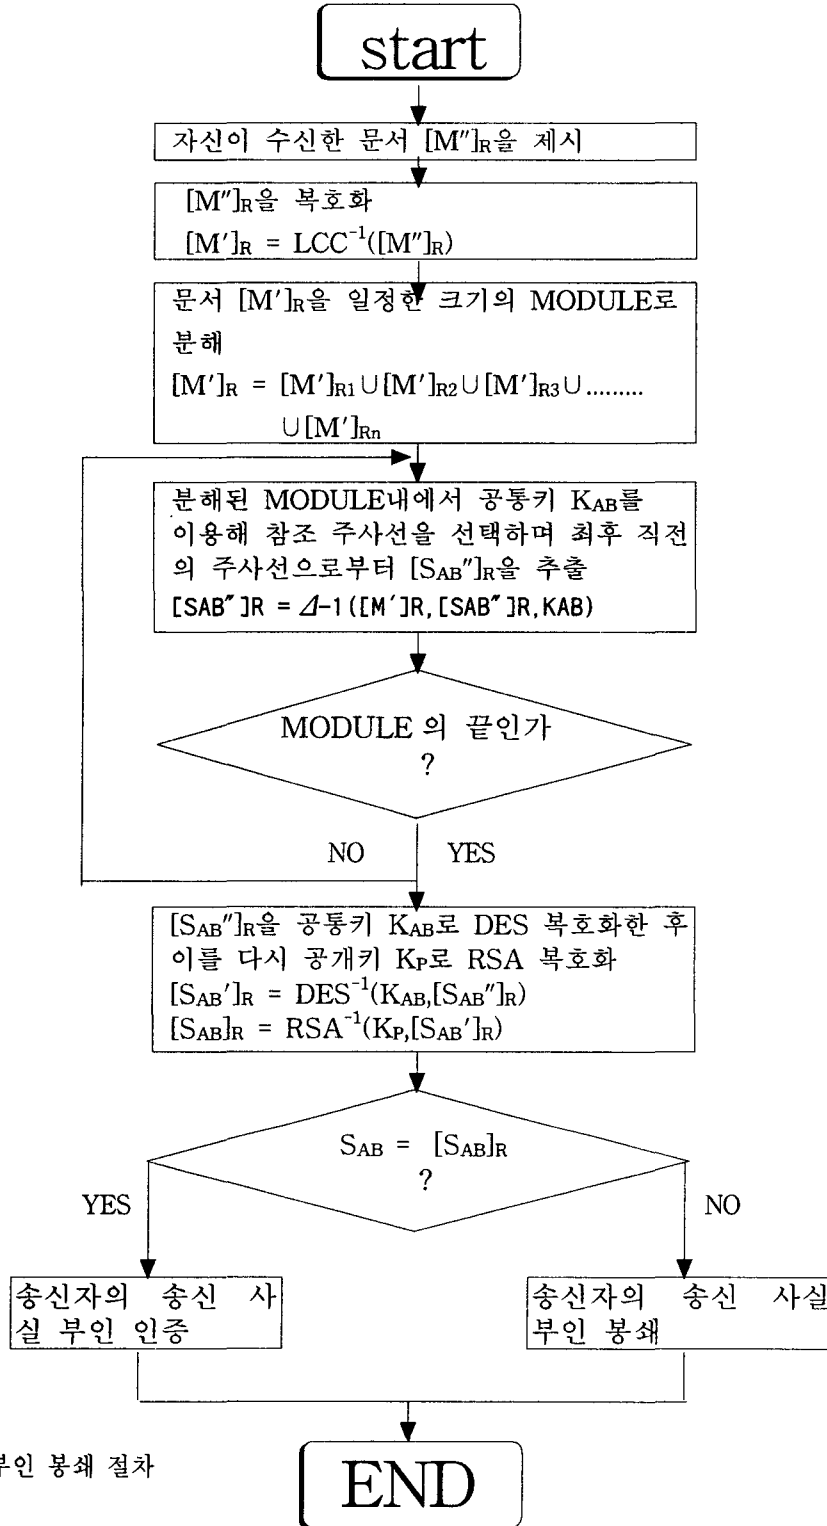 start
자신이 수신한 문서 [M″]R을 제시
[M″]R을 복호화
[M′]R = LCC⁻¹([M″]R)
문서 [M′]R을 일정한 크기의 MODULE로
분해
[M′]R = [M′]R1∪[M′]R2∪[M′]R3∪.........
∪[M′]Rn
분해된 MODULE내에서 공통키 KAB를
이용해 참조 주사선을 선택하며 최후 직전
의 주사선으로부터 [SAB″]R을 추출
[SAB″]R = ⊿-1([M′]R,[SAB″]R,KAB)
MODULE 의 끝인가
?
NO YES
[SAB″]R을 공통키 KAB로 DES 복호화한 후
이를 다시 공개키 KP로 RSA 복호화
[SAB′]R = DES⁻¹(KAB,[SAB″]R)
[SAB]R = RSA⁻¹(KP,[SAB′]R)
SAB = [SAB]R
?
YES NO
송신자의 송신 사
실 부인 인증
송신자의 송신 사실
부인 봉쇄
부인 봉쇄 절차
END